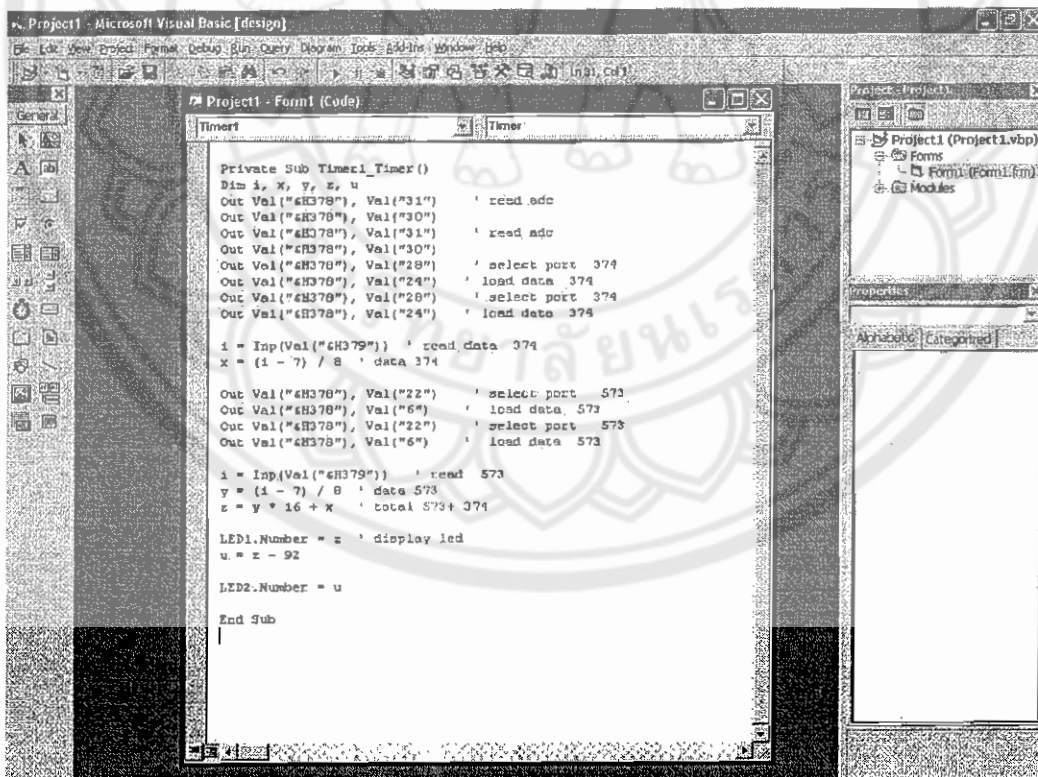 Project1 - Microsoft Visual Basic [design]
File Edit View Project Format Debug Run Query Diagram Tools Add-Ins Window Help
Ln 31, Col 1
General
Project1 - Form1 (Code)
Timer1 Timer
Private Sub Timer1_Timer()
Dim i, x, y, z, u
Out Val("&H378"), Val("31") ' read adc
Out Val("&H378"), Val("30")
Out Val("&H378"), Val("31") ' read adc
Out Val("&H378"), Val("30")
Out Val("&H378"), Val("28") ' select port 374
Out Val("&H378"), Val("24") ' load data 374
Out Val("&H378"), Val("28") ' select port 374
Out Val("&H378"), Val("24") ' load data 374
i = Inp(Val("&H379")) ' read data 374
x = (i - 7) / 8 ' data 374
Out Val("&H378"), Val("22") ' select port 573
Out Val("&H378"), Val("6") ' load data 573
Out Val("&H378"), Val("22") ' select port 573
Out Val("&H378"), Val("6") ' load data 573
i = Inp(Val("&H379")) ' read 573
y = (i - 7) / 8 ' data 573
z = y * 16 + x ' total 573+ 374
LED1.Number = z ' display led
u = z - 92
LED2.Number = u
End Sub
Project - Project1
Project1 (Project1.vbp)
Forms
Form1 (Form1.frm)
Modules
Properties
Alphabetic Categorized